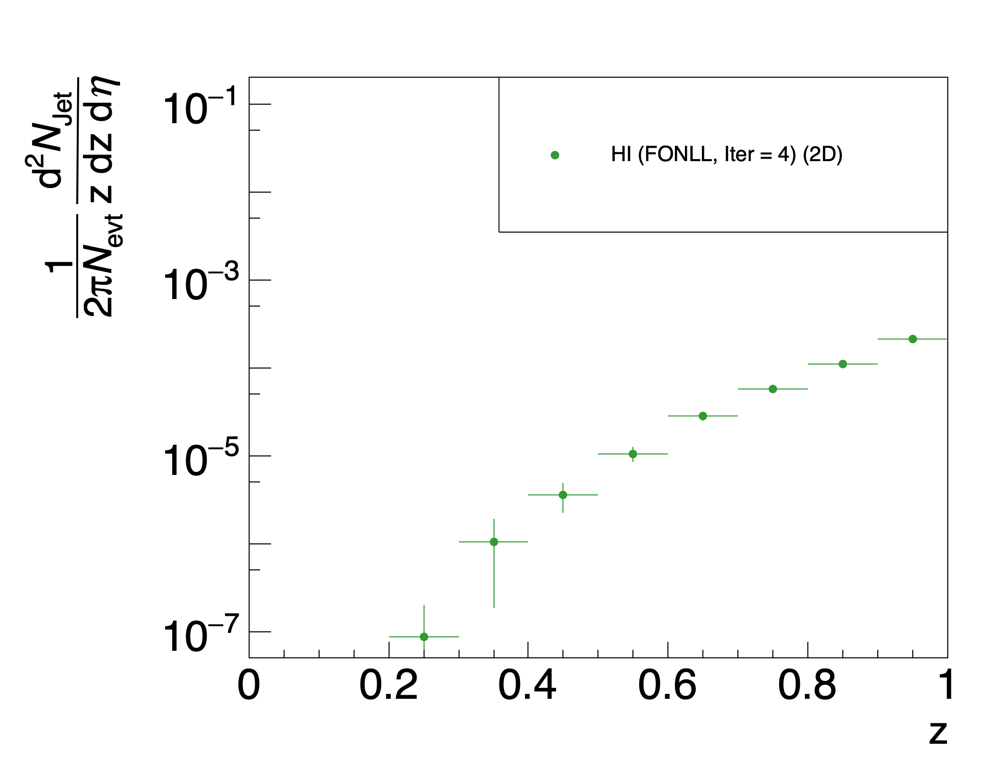 1/(2πN_evt) d²N_Jet/(z dz dη)
10⁻¹
HI (FONLL, Iter = 4) (2D)
10⁻³
10⁻⁵
10⁻⁷
0 0.2 0.4 0.6 0.8 1
z